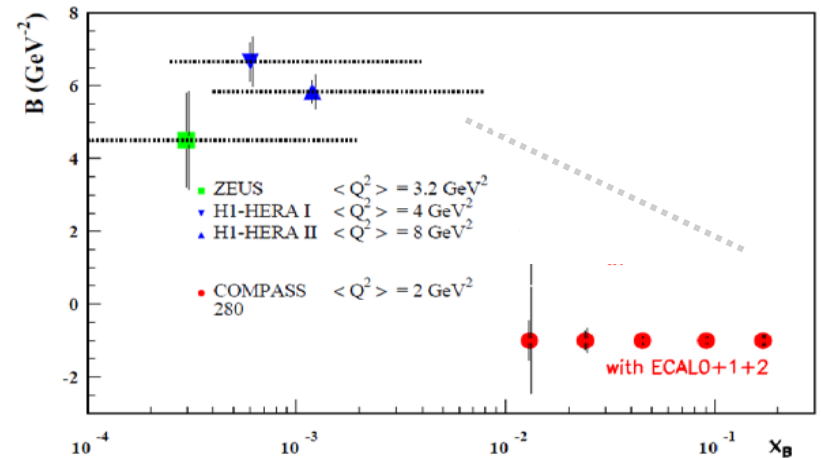 B (GeV⁻²)
8
6
4
2
0
-2
ZEUS < Q² > = 3.2 GeV²
H1-HERA I < Q² > = 4 GeV²
H1-HERA II < Q² > = 8 GeV²
COMPASS < Q² > = 2 GeV²
280
with ECAL0+1+2
10⁻⁴ 10⁻³ 10⁻² 10⁻¹ x_B